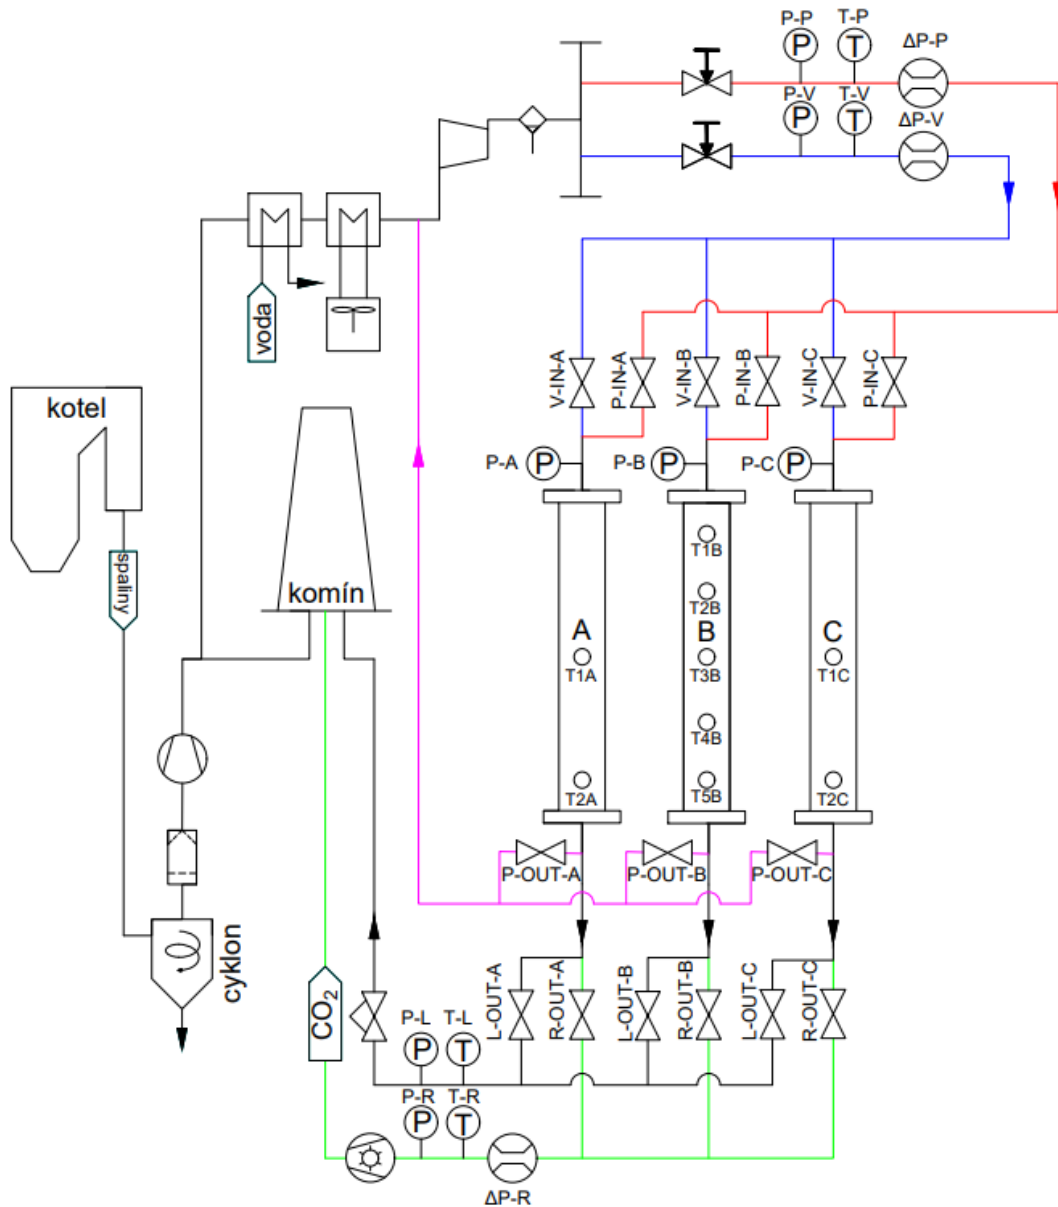 P-P T-P ΔP-P
P T
P-V T-V ΔP-V
P T
voda
V-IN-A
P-IN-A
V-IN-B
P-IN-B
V-IN-C
P-IN-C
kotel
P-A P
P-B P
P-C P
spaliny
komín
T1B
T2B
A B C
T1A T3B T1C
T4B
T2A T5B T2C
P-OUT-A P-OUT-B P-OUT-C
cyklon
CO2
L-OUT-A
R-OUT-A
L-OUT-B
R-OUT-B
L-OUT-C
R-OUT-C
P-L T-L
P T
P-R T-R
P T
ΔP-R